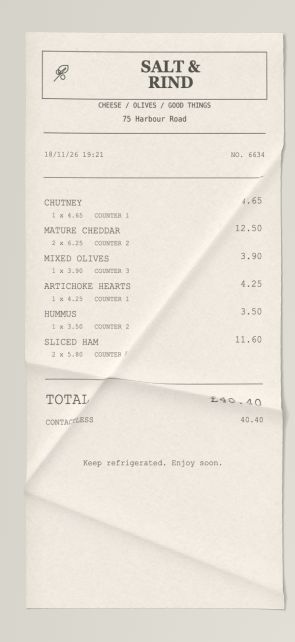 SALT &
RIND
CHEESE / OLIVES / GOOD THINGS
75 Harbour Road
18/11/26 19:21 NO. 6634
CHUTNEY 4.65
1 x 4.65 COUNTER 1
MATURE CHEDDAR 12.50
2 x 6.25 COUNTER 2
MIXED OLIVES 3.90
1 x 3.90 COUNTER 3
ARTICHOKE HEARTS 4.25
1 x 4.25 COUNTER 1
HUMMUS 3.50
1 x 3.50 COUNTER 2
SLICED HAM 11.60
2 x 5.80 COUNTER
TOTAL £40.40
CONTACTLESS 40.40
Keep refrigerated. Enjoy soon.